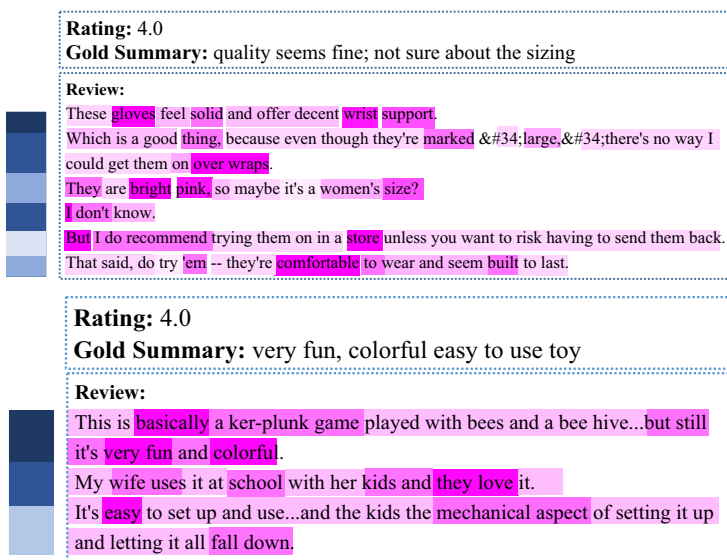 Rating: 4.0
Gold Summary: quality seems fine; not sure about the sizing
Review:
These gloves feel solid and offer decent wrist support.
Which is a good thing, because even though they're marked &#34;large,&#34;there's no way I
could get them on over wraps.
They are bright pink, so maybe it's a women's size?
I don't know.
But I do recommend trying them on in a store unless you want to risk having to send them back.
That said, do try 'em -- they're comfortable to wear and seem built to last.
Rating: 4.0
Gold Summary: very fun, colorful easy to use toy
Review:
This is basically a ker-plunk game played with bees and a bee hive...but still
it's very fun and colorful.
My wife uses it at school with her kids and they love it.
It's easy to set up and use...and the kids the mechanical aspect of setting it up
and letting it all fall down.